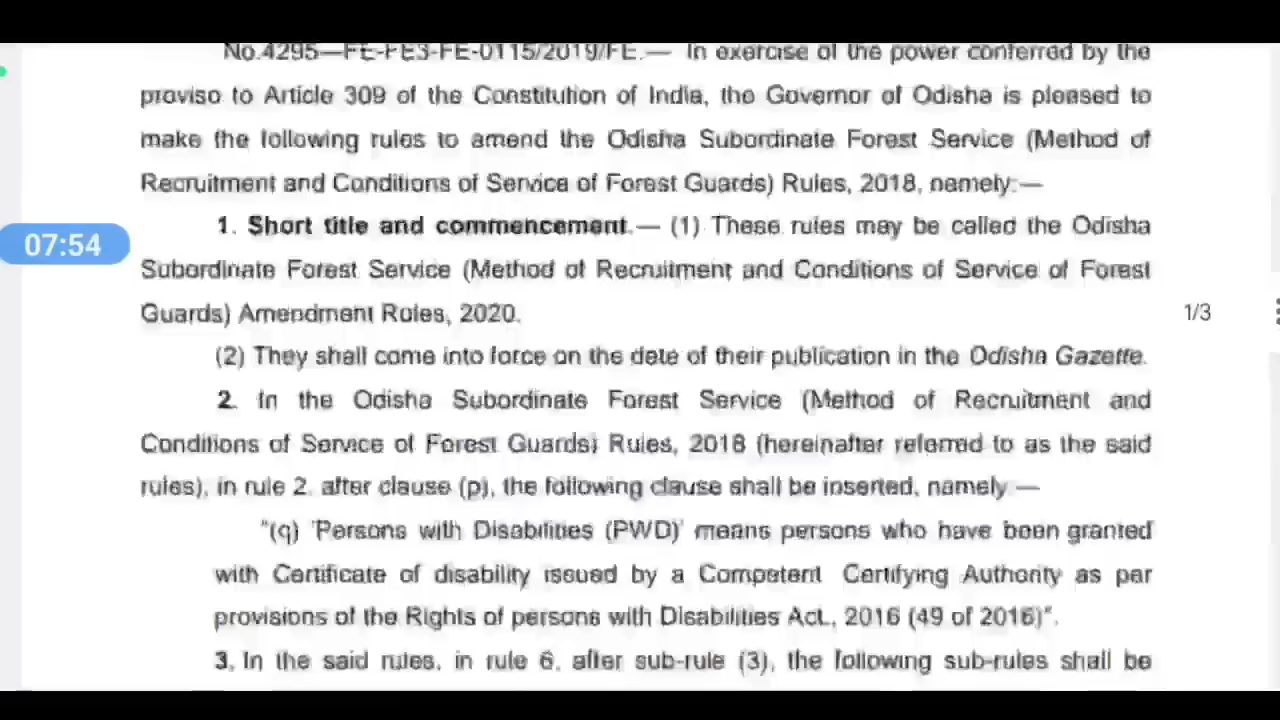 No.4295—FE-FE3-FE-0115/2019/FE.— In exercise of the power conferred by the
proviso to Article 309 of the Constitution of India, the Governor of Odisha is pleased to
make the following rules to amend the Odisha Subordinate Forest Service (Method of
Recruitment and Conditions of Service of Forest Guards) Rules, 2018, namely:—
1. Short title and commencement.— (1) These rules may be called the Odisha
07:54
Subordinate Forest Service (Method of Recruitment and Conditions of Service of Forest
Guards) Amendment Rules, 2020.
1/3
(2) They shall come into force on the date of their publication in the Odisha Gazette.
2. In the Odisha Subordinate Forest Service (Method of Recruitment and
Conditions of Service of Forest Guards) Rules, 2018 (hereinafter referred to as the said
rules), in rule 2, after clause (p), the following clause shall be inserted, namely:—
"(q) 'Persons with Disabilities (PWD)' means persons who have been granted
with Certificate of disability issued by a Competent Certifying Authority as per
provisions of the Rights of persons with Disabilities Act., 2016 (49 of 2016)".
3. In the said rules, in rule 6, after sub-rule (3), the following sub-rules shall be